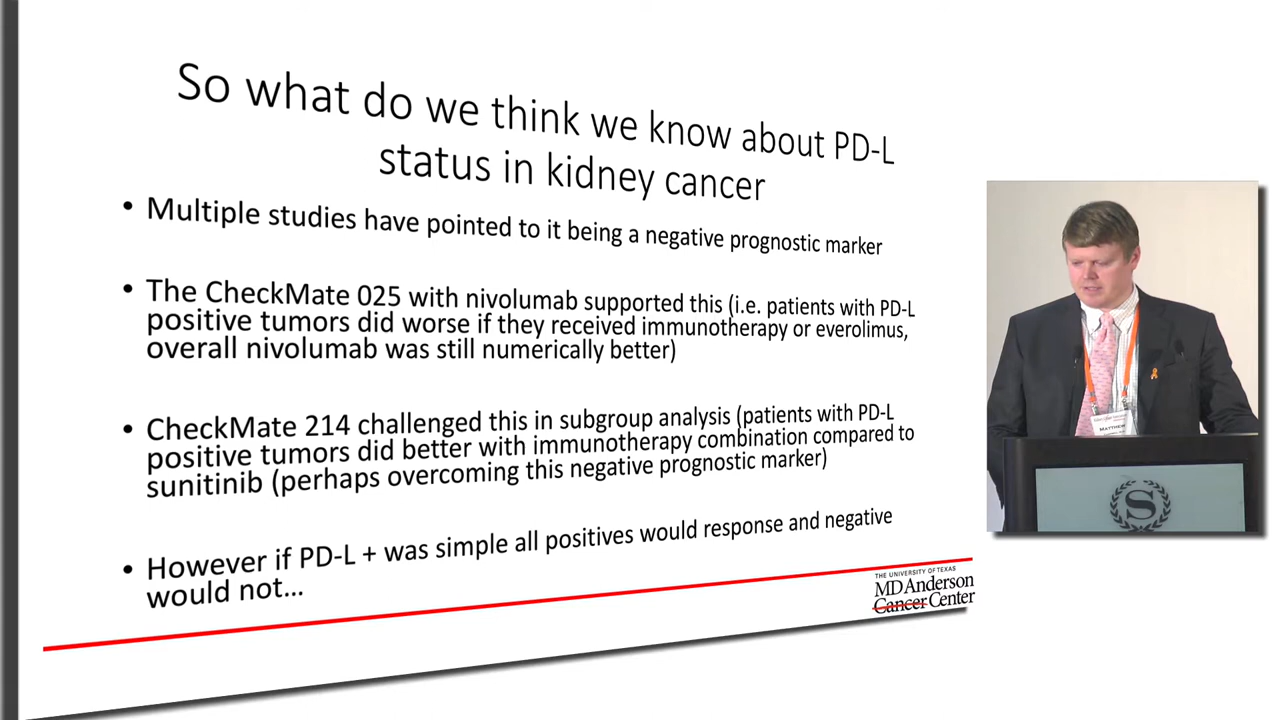 So what do we think we know about PD-L
status in kidney cancer
• Multiple studies have pointed to it being a negative prognostic marker
• The CheckMate 025 with nivolumab supported this (i.e. patients with PD-L
positive tumors did worse if they received immunotherapy or everolimus,
overall nivolumab was still numerically better)
• CheckMate 214 challenged this in subgroup analysis (patients with PD-L
positive tumors did better with immunotherapy combination compared to
sunitinib (perhaps overcoming this negative prognostic marker)
• However if PD-L + was simple all positives would response and negative
would not...
THE UNIVERSITY OF TEXAS
MD Anderson
Cancer Center
MATTHEW
S